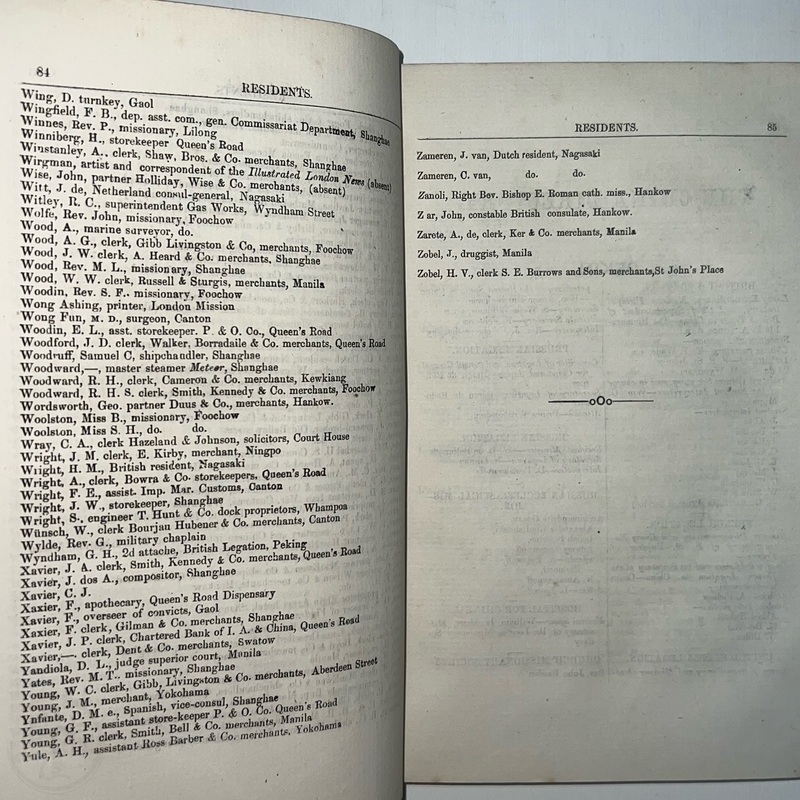 84
RESIDENTS.
Wing, D. turnkey, Gaol
Wingfield, F. B., dep. asst. com., gen. Commissariat Department, Shanghae
Winnes, Rev. P., missionary, Lilong
Winniberg, H., storekeeper Queen's Road
Winstanley, A.. clerk, Shaw, Bros. & Co. merchants, Shanghae
Wirgman, artist and correspondent of the Illustrated London News (absent)
Wise, John, partner Holliday, Wise & Co. merchants, (absent)
Witt, J. de, Netherland consul-general, Nagasaki
Witley, R. C., superintendent Gas Works, Wyndham Street
Wolfe, Rev. John, missionary, Foochow
Wood, A., marine surveyor, do.
Wood, A. G., clerk, Gibb Livingston & Co, merchants, Foochow
Wood, J. W. clerk, A. Heard & Co. merchants, Shanghae
Wood, Rev. M. L., missionary, Shanghae
Wood, W. W. clerk, Russell & Sturgis, merchants, Manila
Woodin, Rev. S. F.. missionary, Foochow
Wong Ashing, printer, London Mission
Wong Fun, M. D., surgeon, Canton
Woodin, E. L., asst. storekeeper. P. & O. Co., Queen's Road
Woodford, J. D. clerk, Walker, Borradaile & Co. merchants, Queen's Road
Woodruff, Samuel C, shipchandler, Shanghae
Woodward,—, master steamer Meteor, Shanghae
Woodward, R. H., clerk, Cameron & Co. merchants, Kewkiang
Woodward, R. H. S. clerk, Smith, Kennedy & Co. merchants, Foochow
Wordsworth, Geo. partner Duus & Co., merchants, Hankow.
Woolston, Miss B., missionary, Foochow
Woolston, Miss S. H., do. do.
Wray, C. A., clerk Hazeland & Johnson, solicitors, Court House
Wright, J. M. clerk, E. Kirby, merchant, Ningpo
Wright, H. M., British resident, Nagasaki
Wright, A., clerk, Bowra & Co. storekeepers, Queen's Road
Wright, F. E., assist. Imp. Mar. Customs, Canton
Wright, J. W., storekeeper, Shanghae
Wright, S., engineer T. Hunt & Co. dock proprietors, Whampoa
Wünsch, W., clerk Bourjau Hubener & Co. merchants, Canton
Wylde, Rev. G., military chaplain
Wyndham, G. H., 2d attache, British Legation, Peking
Xavier, J. A. clerk, Smith, Kennedy & Co. merchants, Queen's Road
Xavier, J. dos A., compositor, Shanghae
Xavier, C. J.
Xaxier, F., apothecary, Queen's Road Dispensary
Xavier, F., overseer of convicts, Gaol
Xaxier, F. clerk, Gilman & Co. merchants, Shanghae
Xavier, J. P. clerk, Chartered Bank of I. A. & China, Queen's Road
Xavier,—. clerk, Dent & Co. merchants, Swatow
Yandiola, D. L., judge superior court, Manila
Yates, Rev. M. T.. missionary, Shanghae
Young, W. C. clerk, Gibb, Livingston & Co. merchants, Aberdeen Street
Young, J. M., merchant, Yokohama
Ynfante, D. M. e., Spanish, vice-consul, Shanghae
Young, G. F., assistant store-keeper P. & O. Co. Queen's Road
Young, G. R. clerk, Smith, Bell & Co. merchants, Manila
Yule, A. H., assistant Ross Barber & Co. merchants. Yokohama
RESIDENTS. 85
Zameren, J. van, Dutch resident, Nagasaki
Zameren, C. van, do. do.
Zanoli, Right Bev. Bishop E. Roman cath. miss., Hankow
Z ar, John, constable British consulate, Hankow.
Zarete, A., de, clerk, Ker & Co. merchants, Manila
Zobel, J., druggist, Manila
Zobel, H. V., clerk S. E. Burrows and Sons, merchants,St John's Place
oOo